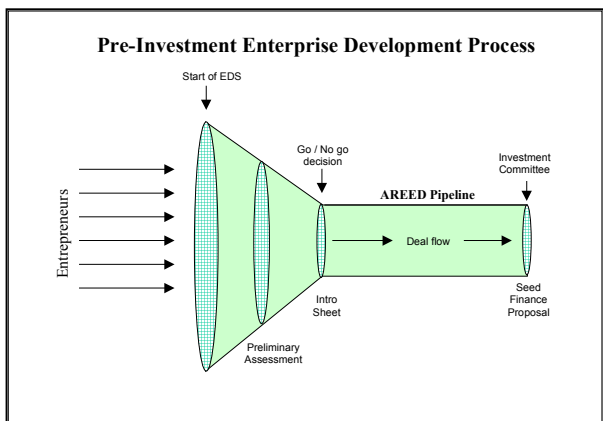 Pre-Investment Enterprise Development Process
Start of EDS
Go / No go
decision
Investment
Committee
AREED Pipeline
Entrepreneurs
Deal flow
Intro
Sheet
Seed
Finance
Proposal
Preliminary
Assessment